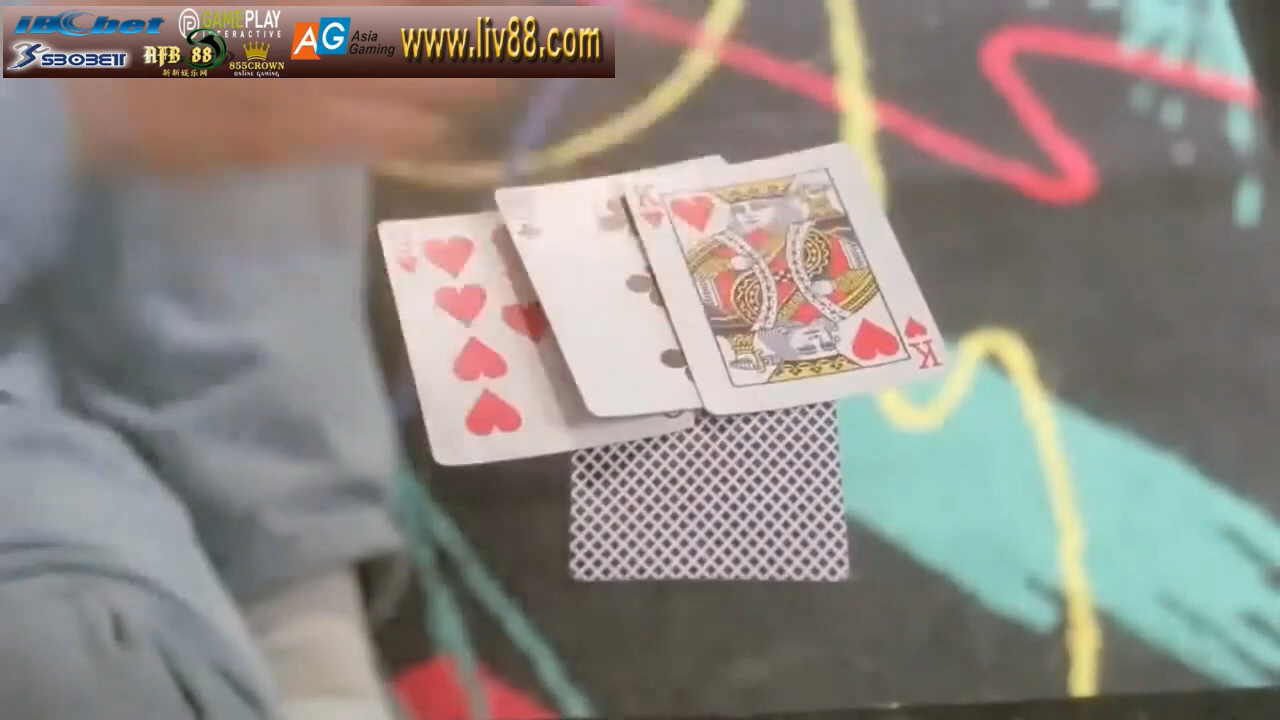 IBCbet
GAMEPLAY
INTERACTIVE
SBOBET
RFB 88
新新娱乐网
855CROWN
ONLINE GAMING
AG Asia
Gaming
www.liv88.com
K
K